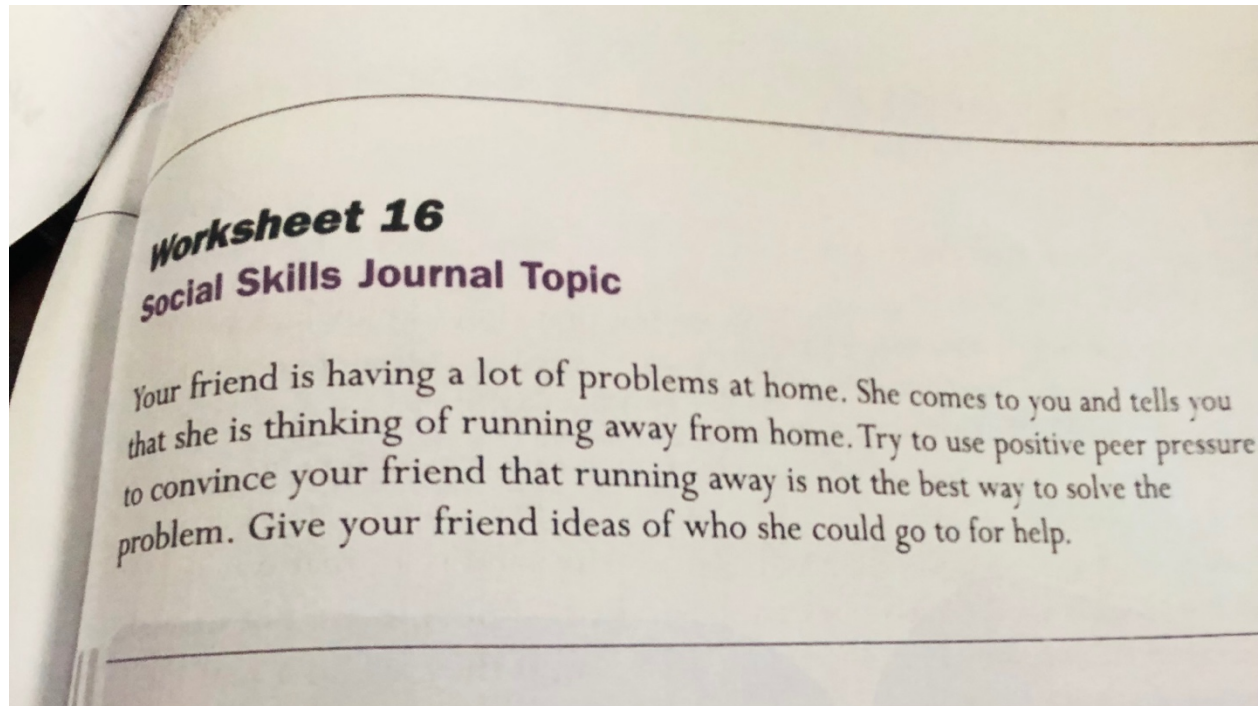 Worksheet 16
Social Skills Journal Topic
Your friend is having a lot of problems at home. She comes to you and tells you
that she is thinking of running away from home. Try to use positive peer pressure
to convince your friend that running away is not the best way to solve the
problem. Give your friend ideas of who she could go to for help.